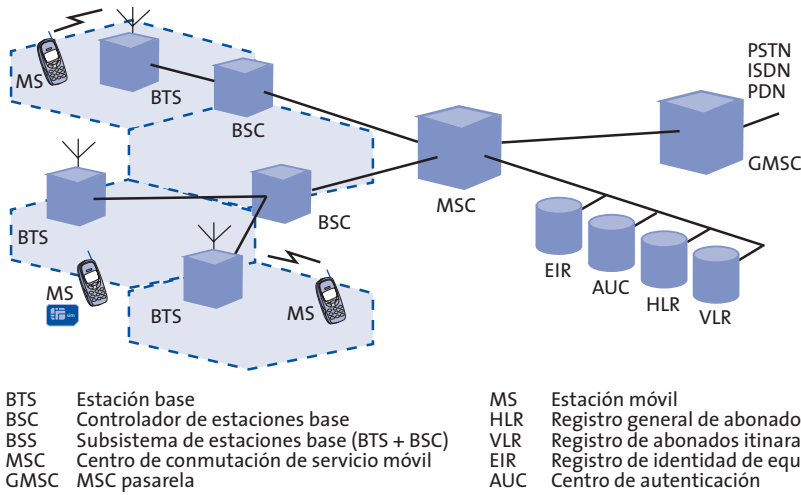 MS
BTS
BSC
PSTN
ISDN
PDN
GMSC
MSC
BTS
BSC
MS
BTS
MS
EIR
AUC
HLR
VLR
BTS Estación base
BSC Controlador de estaciones base
BSS Subsistema de estaciones base (BTS + BSC)
MSC Centro de conmutación de servicio móvil
GMSC MSC pasarela
MS Estación móvil
HLR Registro general de abonado
VLR Registro de abonados itinara
EIR Registro de identidad de equ
AUC Centro de autenticación